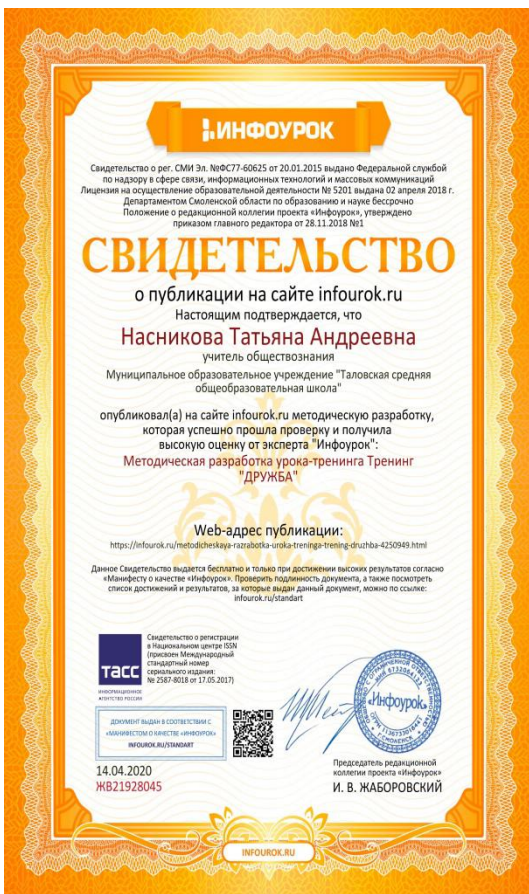 ИНФОУРОК
Свидетельство о рег. СМИ Эл. №ФС77-60625 от 20.01.2015 выдано Федеральной службой
по надзору в сфере связи, информационных технологий и массовых коммуникаций
Лицензия на осуществление образовательной деятельности № 5201 выдана 02 апреля 2018 г.
Департаментом Смоленской области по образованию и науке бессрочно
Положение о редакционной коллегии проекта «Инфоурок», утверждено
приказом главного редактора от 28.11.2018 №1
СВИДЕТЕЛЬСТВО
о публикации на сайте infourok.ru
Настоящим подтверждается, что
Насникова Татьяна Андреевна
учитель обществознания
Муниципальное образовательное учреждение "Таловская средняя
общеобразовательная школа"
опубликовал(а) на сайте infourok.ru методическую разработку,
которая успешно прошла проверку и получила
высокую оценку от эксперта "Инфоурок":
Методическая разработка урока-тренинга Тренинг
"ДРУЖБА"
Web-адрес публикации:
https://infourok.ru/metodicheskaya-razrabotka-uroka-treninga-trening-druzhba-4250949.html
Данное Свидетельство выдается бесплатно и только при достижении высоких результатов согласно
«Манифесту о качестве «Инфоурок». Проверить подлинность документа, а также посмотреть
список достижений и результатов, за которые выдан данный документ, можно по ссылке:
infourok.ru/standart
ТАСС
ИНФОРМАЦИОННОЕ
АГЕНТСТВО РОССИИ
Свидетельство о регистрации
в Национальном центре ISSN
(присвоен Международный
стандартный номер
сериального издания:
№ 2587-8018 от 17.05.2017)
ДОКУМЕНТ ВЫДАН В СООТВЕТСТВИИ С
«МАНИФЕСТОМ О КАЧЕСТВЕ «ИНФОУРОК»
INFOUROK.RU/STANDART
«Инфоурок»
14.04.2020
ЖВ21928045
Председатель редакционной
коллегии проекта «Инфоурок»
И. В. ЖАБОРОВСКИЙ
INFOUROK.RU